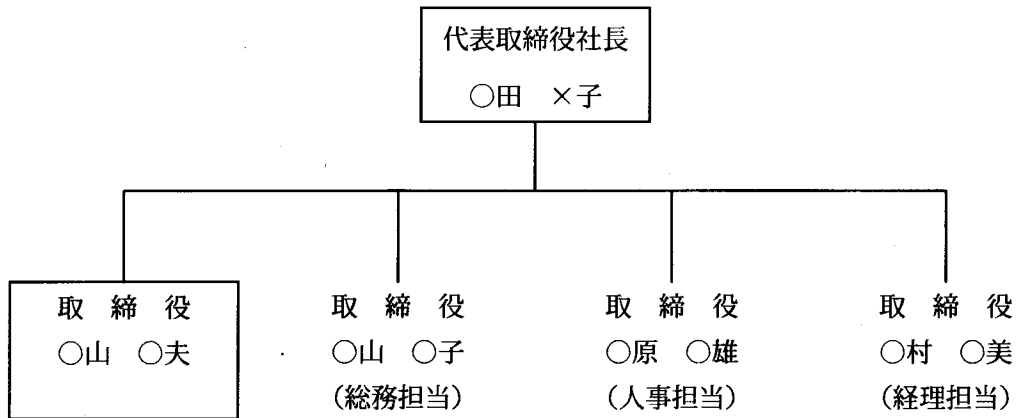 代表取締役社長
○田　×子
取　締　役
○山　○夫
取　締　役
○山　○子
（総務担当）
取　締　役
○原　○雄
（人事担当）
取　締　役
○村　○美
（経理担当）